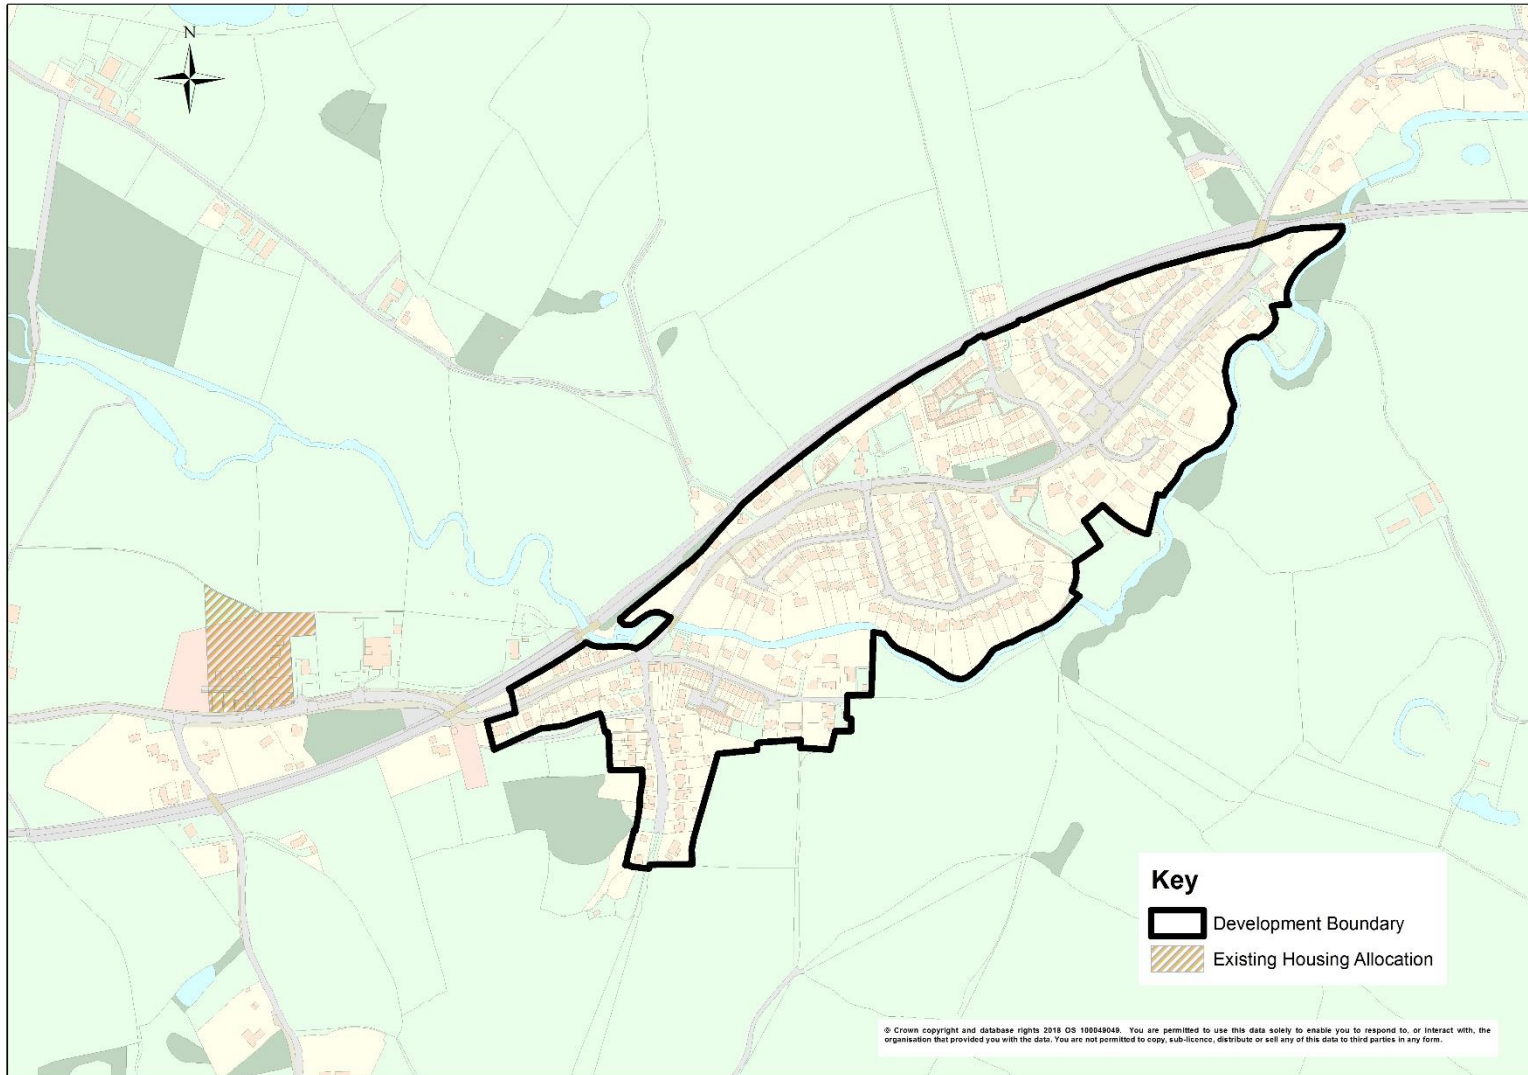 N
Key
Development Boundary
Existing Housing Allocation
© Crown copyright and database rights 2018 OS 100049049. You are permitted to use this data solely to enable you to respond to, or interact with, the
organisation that provided you with the data. You are not permitted to copy, sub-licence, distribute or sell any of this data to third parties in any form.